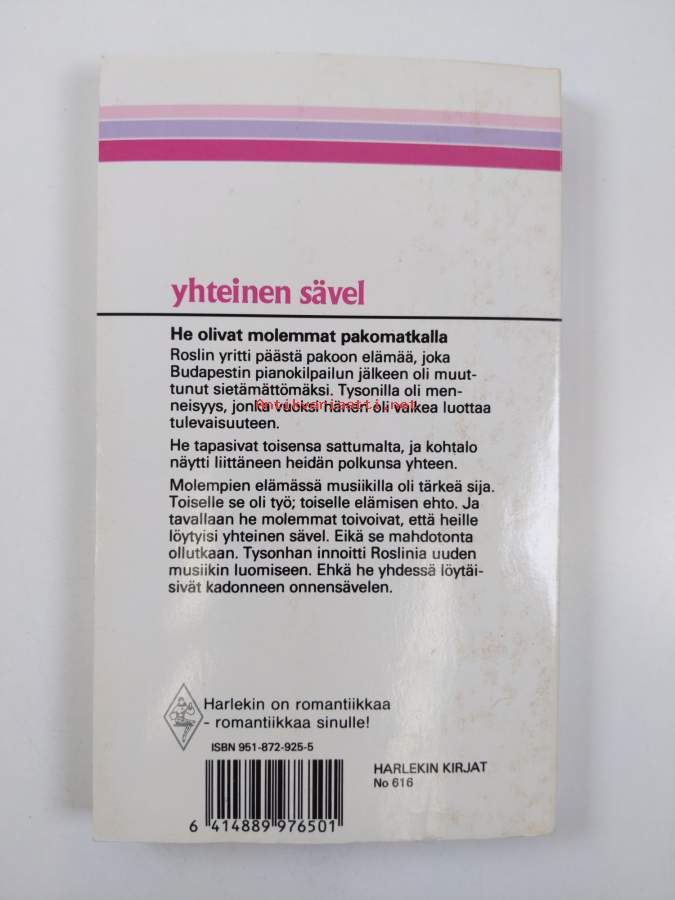 yhteinen sävel
He olivat molemmat pakomatkalla
Roslin yritti päästä pakoon elämää, joka
Budapestin pianokilpailun jälkeen oli muut-
tunut sietämättömäksi. Tysonilla oli men-
neisyys, jonka vuoksi hänen oli vaikea luottaa
Antikvariaatti.net
tulevaisuuteen.
He tapasivat toisensa sattumalta, ja kohtalo
näytti liittäneen heidän polkunsa yhteen.
Molempien elämässä musiikilla oli tärkeä sija.
Toiselle se oli työ; toiselle elämisen ehto. Ja
tavallaan he molemmat toivoivat, että heille
löytyisi yhteinen sävel. Eikä se mahdotonta
ollutkaan. Tysonhan innoitti Roslinia uuden
musiikin luomiseen. Ehkä he yhdessä löytäi-
sivät kadonneen onnensävelen.
Harlekin on romantiikkaa
- romantiikkaa sinulle!
ISBN 951-872-925-5
HARLEKIN KIRJAT
No 616
6 414889 976501